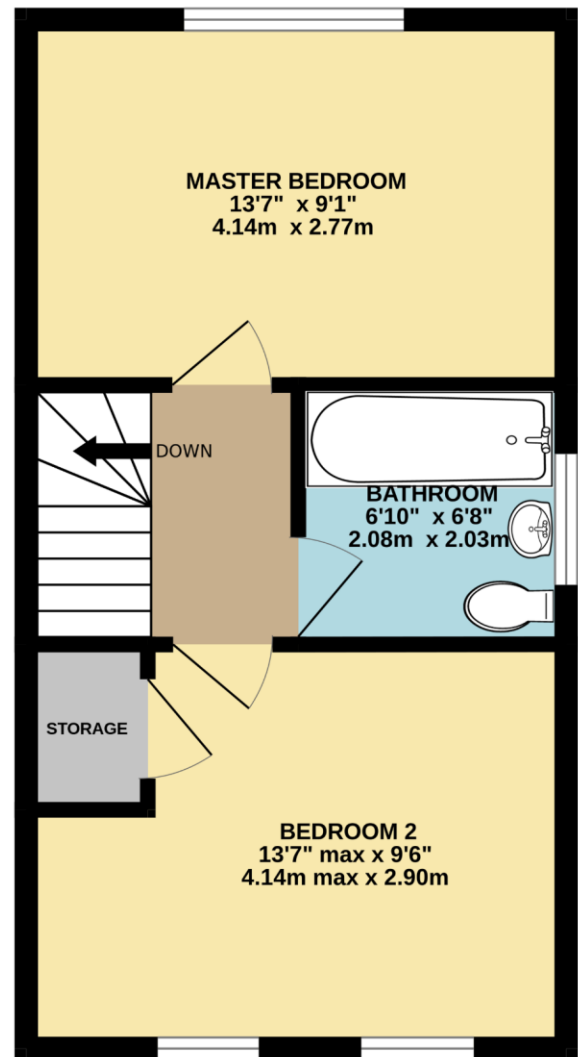 MASTER BEDROOM
13'7" x 9'1"
4.14m x 2.77m
DOWN
BATHROOM
6'10" x 6'8"
2.08m x 2.03m
STORAGE
BEDROOM 2
13'7" max x 9'6"
4.14m max x 2.90m